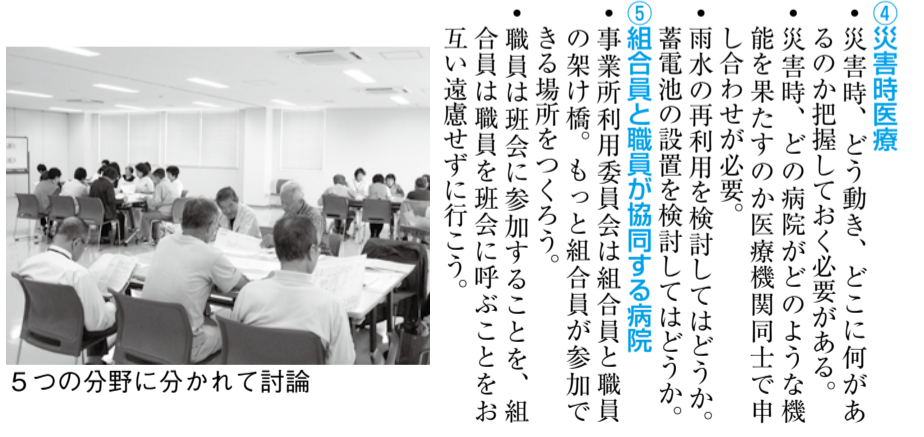 ④災害時医療
• 災害時、どう動き、どこに何があ
るのか把握しておく必要がある。
• 災害時、どの病院がどのような機
能を果たすのか医療機関同士で申
し合わせが必要。
• 雨水の再利用を検討してはどうか。
蓄電池の設置を検討してはどうか。
⑤組合員と職員が協同する病院
• 事業所利用委員会は組合員と職員
の架け橋。もっと組合員が参加で
きる場所をつくろう。
• 職員は班会に参加することを、組
合員は職員を班会に呼ぶことをお
互い遠慮せずに行こう。
５つの分野に分かれて討論